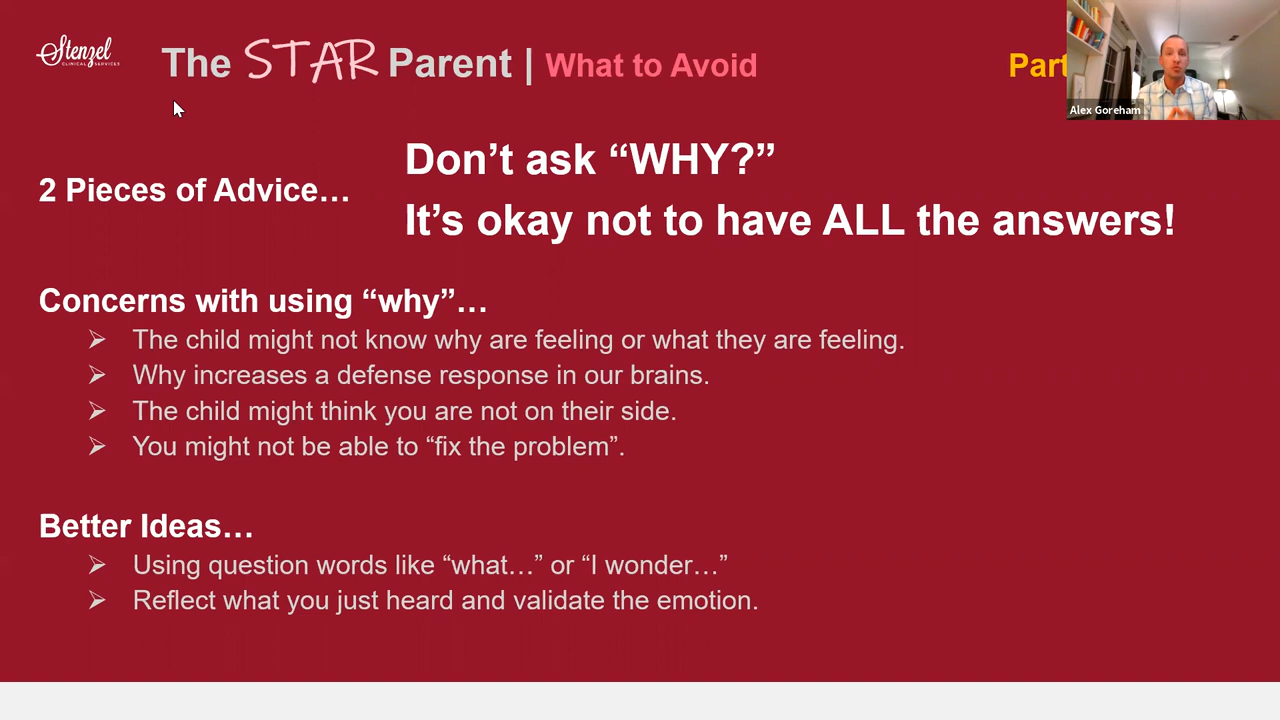 Stenzel
CLINICAL SERVICES
The STAR Parent | What to Avoid
Part
Alex Goreham
2 Pieces of Advice…
Don’t ask “WHY?”
It’s okay not to have ALL the answers!
Concerns with using “why”…
➢ The child might not know why are feeling or what they are feeling.
➢ Why increases a defense response in our brains.
➢ The child might think you are not on their side.
➢ You might not be able to “fix the problem”.
Better Ideas…
➢ Using question words like “what…” or “I wonder…”
➢ Reflect what you just heard and validate the emotion.